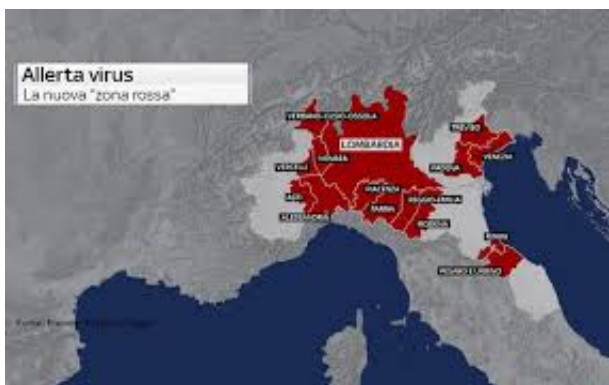 Allerta virus
La nuova "zona rossa"
VERBANO-CUSIO-OSSOLA
LOMBARDIA
TREVISO
NOVARA
VENEZIA
PADOVA
VERCELLI
PIACENZA
ASTI
REGGIO-EMILIA
PARMA
ALESSANDRIA
MODENA
RIMINI
PESARO E URBINO